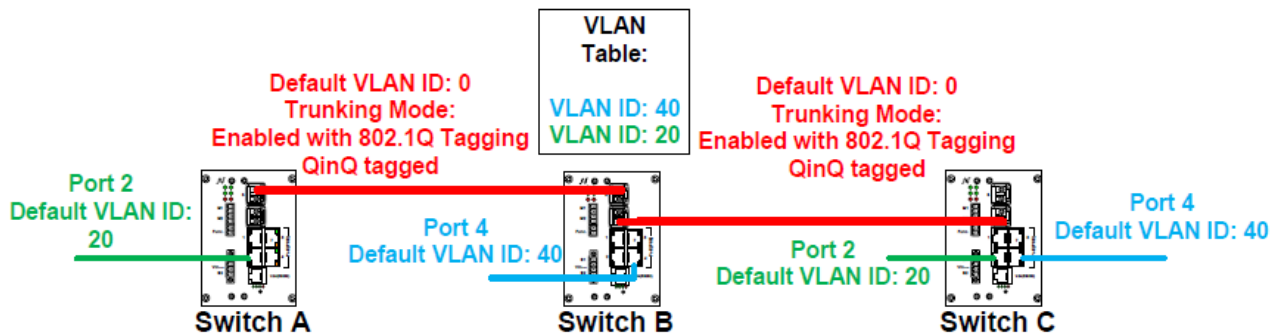 VLAN
Table:
VLAN ID: 40
VLAN ID: 20
Default VLAN ID: 0
Trunking Mode:
Enabled with 802.1Q Tagging
QinQ tagged
Default VLAN ID: 0
Trunking Mode:
Enabled with 802.1Q Tagging
QinQ tagged
Port 2
Default VLAN ID:
20
Port 4
Default VLAN ID: 40
Port 2
Default VLAN ID: 20
Port 4
Default VLAN ID: 40
Switch A
Switch B
Switch C